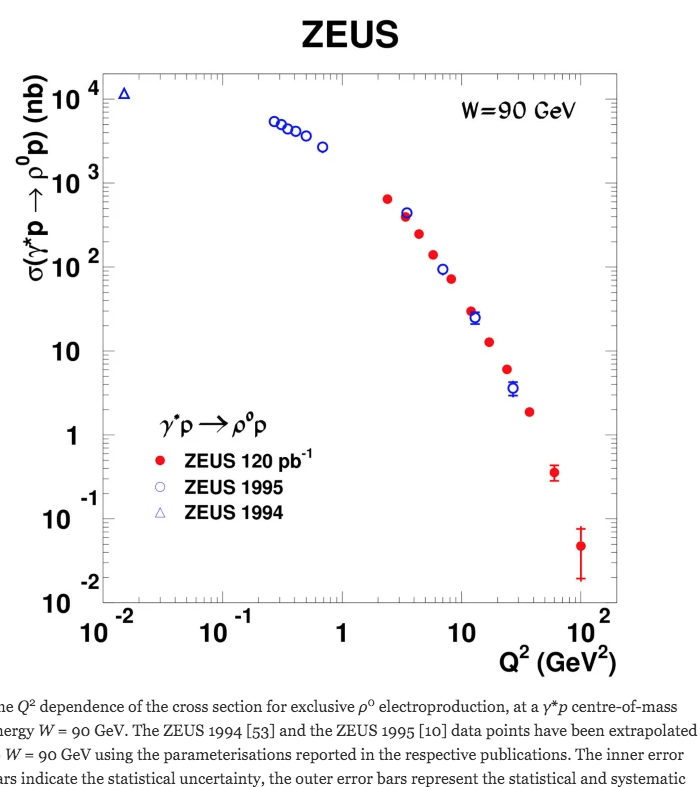 ZEUS
σ(γ*p → ρ⁰p) (nb)
10⁴
10³
10²
10
1
10⁻¹
10⁻²
W=90 GeV
γ*p → ρ⁰p
ZEUS 120 pb⁻¹
ZEUS 1995
ZEUS 1994
10⁻² 10⁻¹ 1 10 10²
Q² (GeV²)
he Q² dependence of the cross section for exclusive ρ⁰ electroproduction, at a γ*p centre-of-mass
nergy W = 90 GeV. The ZEUS 1994 [53] and the ZEUS 1995 [10] data points have been extrapolated
o W = 90 GeV using the parameterisations reported in the respective publications. The inner error
ars indicate the statistical uncertainty, the outer error bars represent the statistical and systematic